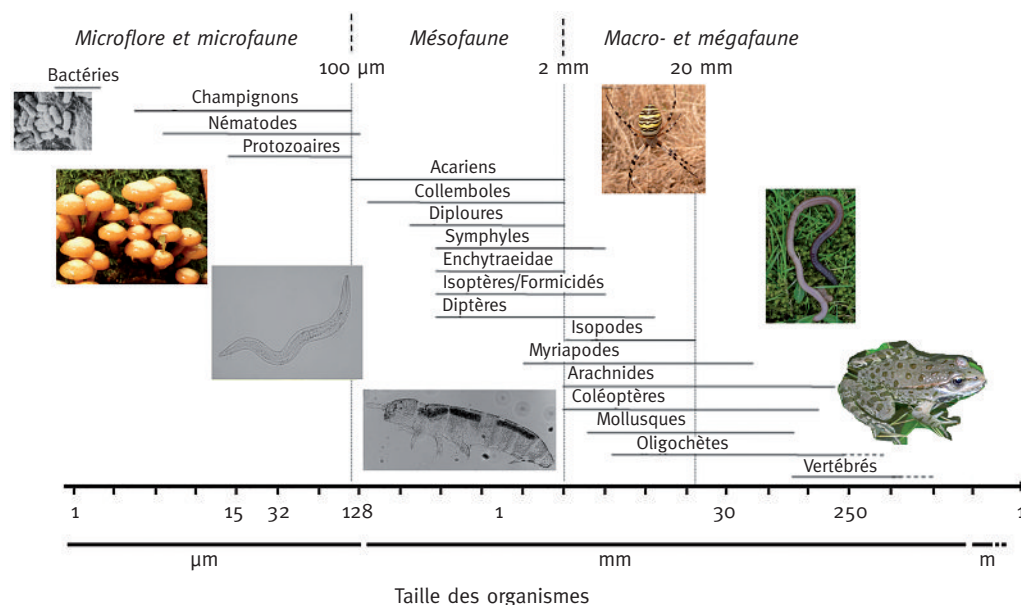 Microflore et microfaune
Mésofaune
Macro- et mégafaune
100 µm
2 mm
20 mm
Bactéries
Champignons
Nématodes
Protozoaires
Acariens
Collemboles
Diploures
Symphyles
Enchytraeidae
Isoptères/Formicidés
Diptères
Isopodes
Myriapodes
Arachnides
Coléoptères
Mollusques
Oligochètes
Vertébrés
1 15 32 128 1 30 250 1
µm mm m
Taille des organismes